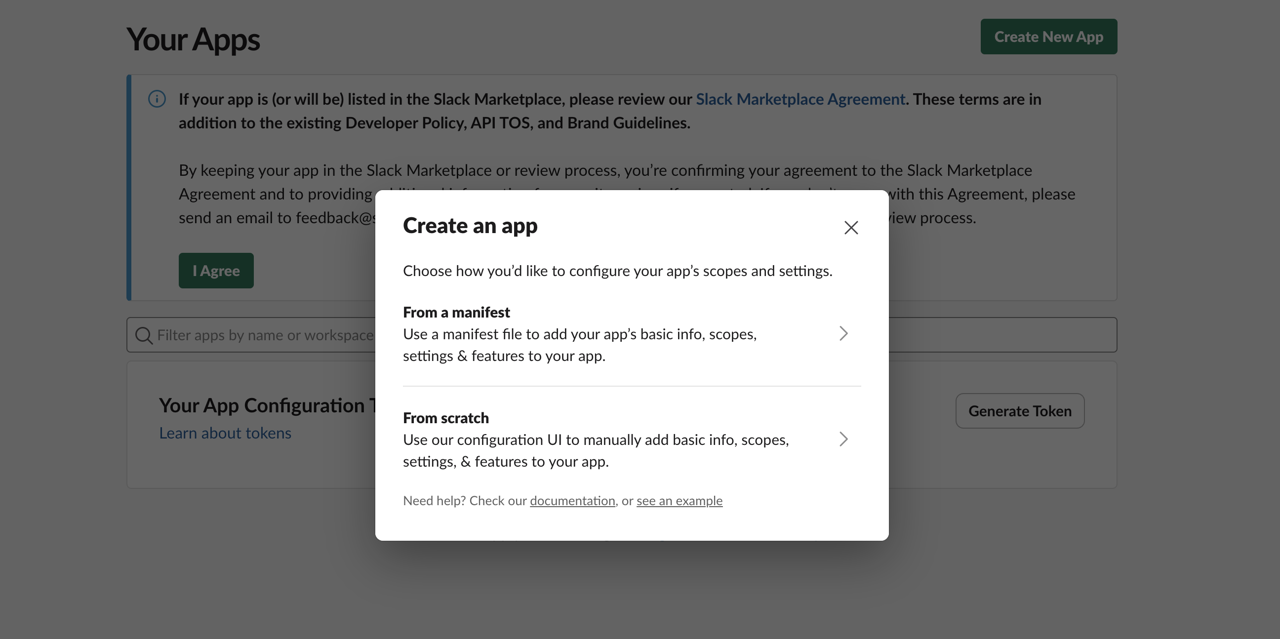 Your Apps
Create New App
If your app is (or will be) listed in the Slack Marketplace, please review our Slack Marketplace Agreement. These terms are in
addition to the existing Developer Policy, API TOS, and Brand Guidelines.
By keeping your app in the Slack Marketplace or review process, you're confirming your agreement to the Slack Marketplace
Agreement and to providing with this Agreement, please
send an email to feedback@ process.
I Agree
Filter apps by name or workspace
Your App Configuration
Learn about tokens
Generate Token
Create an app
Choose how you'd like to configure your app's scopes and settings.
From a manifest
Use a manifest file to add your app's basic info, scopes,
settings & features to your app.
From scratch
Use our configuration UI to manually add basic info, scopes,
settings, & features to your app.
Need help? Check our documentation, or see an example